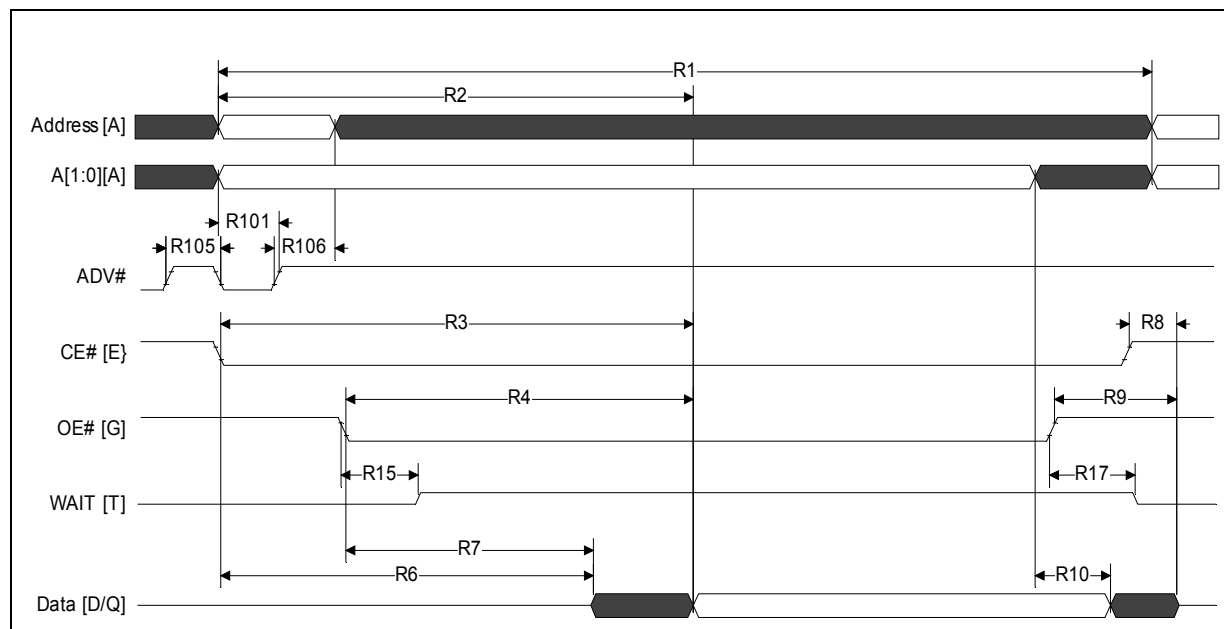 R1
R2
Address [A]
A[1:0][A]
R101
R105
R106
ADV#
R3
R8
CE# [E}
R4
R9
OE# [G]
R15
R17
WAIT [T]
R7
R6
R10
Data [D/Q]